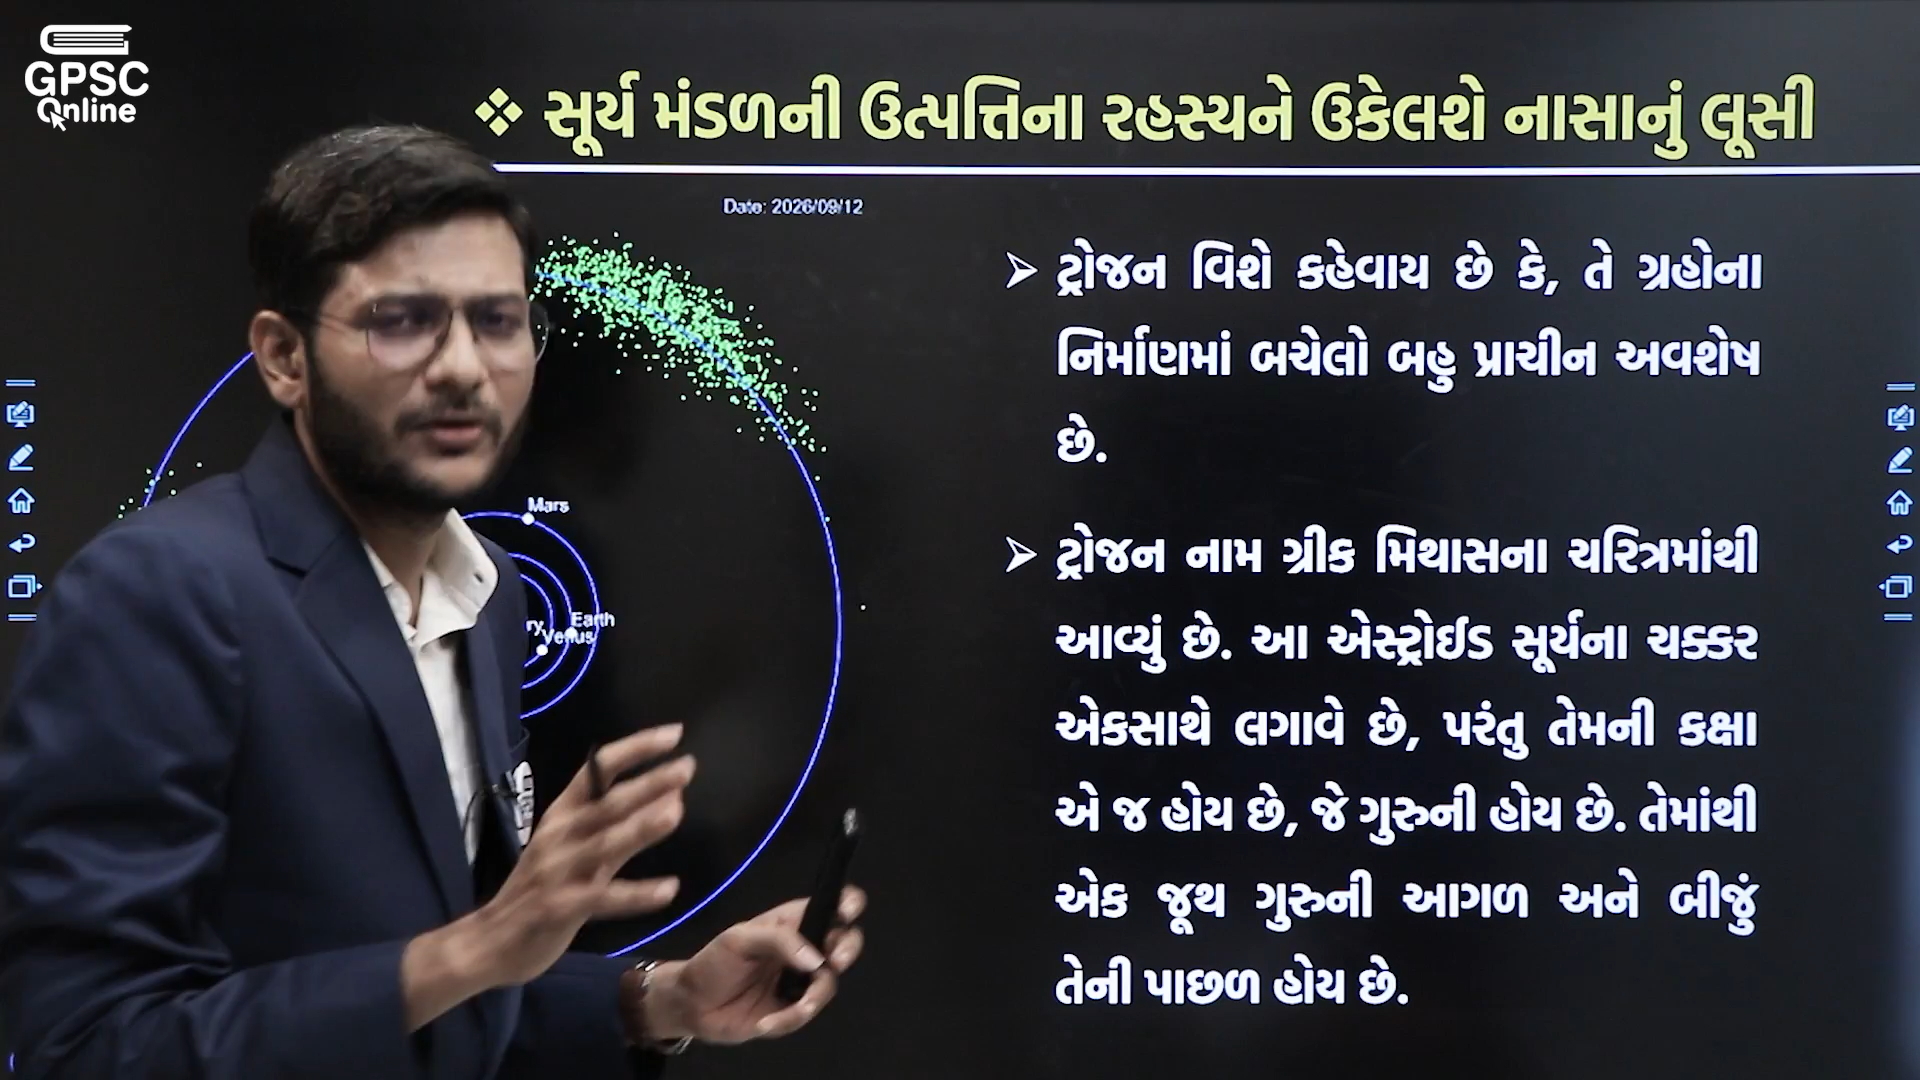 GPSC
Online
❖ સૂર્ય મંડળની ઉત્પત્તિના રહસ્યને ઉકેલશે નાસાનું લૂસી
Date: 2026/09/12
➢ ટ્રોજન વિશે કહેવાય છે કે, તે ગ્રહોના
નિર્માણમાં બચેલો બહુ પ્રાચીન અવશેષ
છે.
Mars
Earth
Venus
➢ ટ્રોજન નામ ગ્રીક મિથાસના ચરિત્રમાંથી
આવ્યું છે. આ એસ્ટ્રોઈડ સૂર્યના ચક્કર
એકસાથે લગાવે છે, પરંતુ તેમની કક્ષા
એ જ હોય છે, જે ગુરુની હોય છે. તેમાંથી
એક જૂથ ગુરુની આગળ અને બીજું
તેની પાછળ હોય છે.